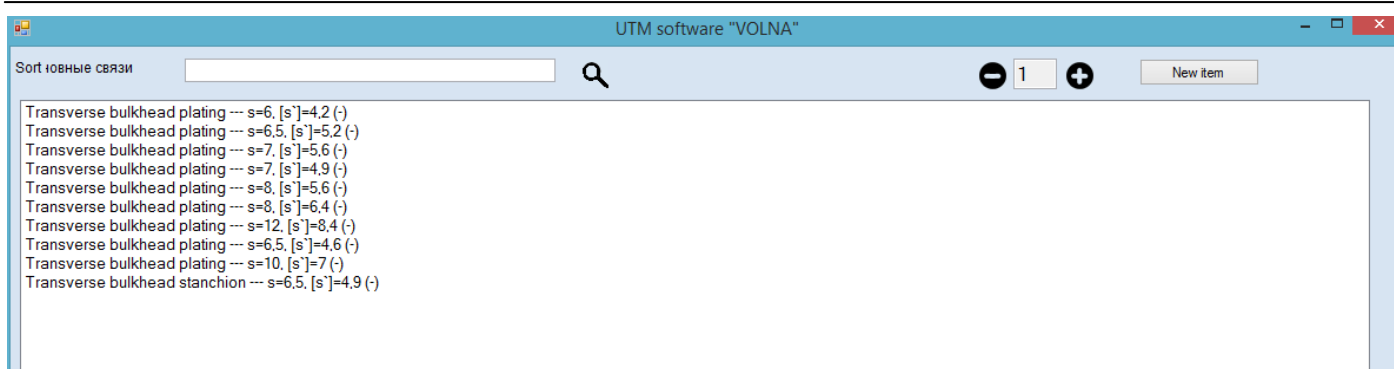 UTM software "VOLNA"
Sort ювные связи
1
New item
Transverse bulkhead plating --- s=6, [s`]=4,2 (-)
Transverse bulkhead plating --- s=6,5, [s`]=5,2 (-)
Transverse bulkhead plating --- s=7, [s`]=5,6 (-)
Transverse bulkhead plating --- s=7, [s`]=4,9 (-)
Transverse bulkhead plating --- s=8, [s`]=5,6 (-)
Transverse bulkhead plating --- s=8, [s`]=6,4 (-)
Transverse bulkhead plating --- s=12, [s`]=8,4 (-)
Transverse bulkhead plating --- s=6,5, [s`]=4,6 (-)
Transverse bulkhead plating --- s=10, [s`]=7 (-)
Transverse bulkhead stanchion --- s=6,5, [s`]=4,9 (-)